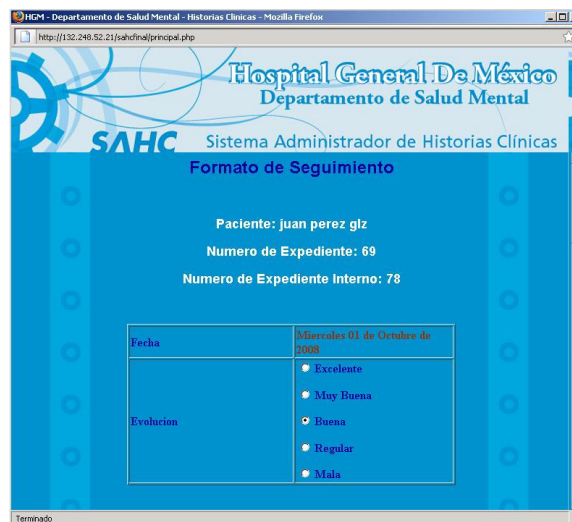 HGM - Departamento de Salud Mental - Historias Clinicas - Mozilla Firefox
http://132.248.52.21/sahcfinal/principal.php
Hospital General De México
Departamento de Salud Mental
SAHC Sistema Administrador de Historias Clínicas
Formato de Seguimiento
Paciente: juan perez glz
Numero de Expediente: 69
Numero de Expediente Interno: 78
Fecha
Miercoles 01 de Octubre de
2008
Evolucion
Excelente
Muy Buena
Buena
Regular
Mala
Terminado